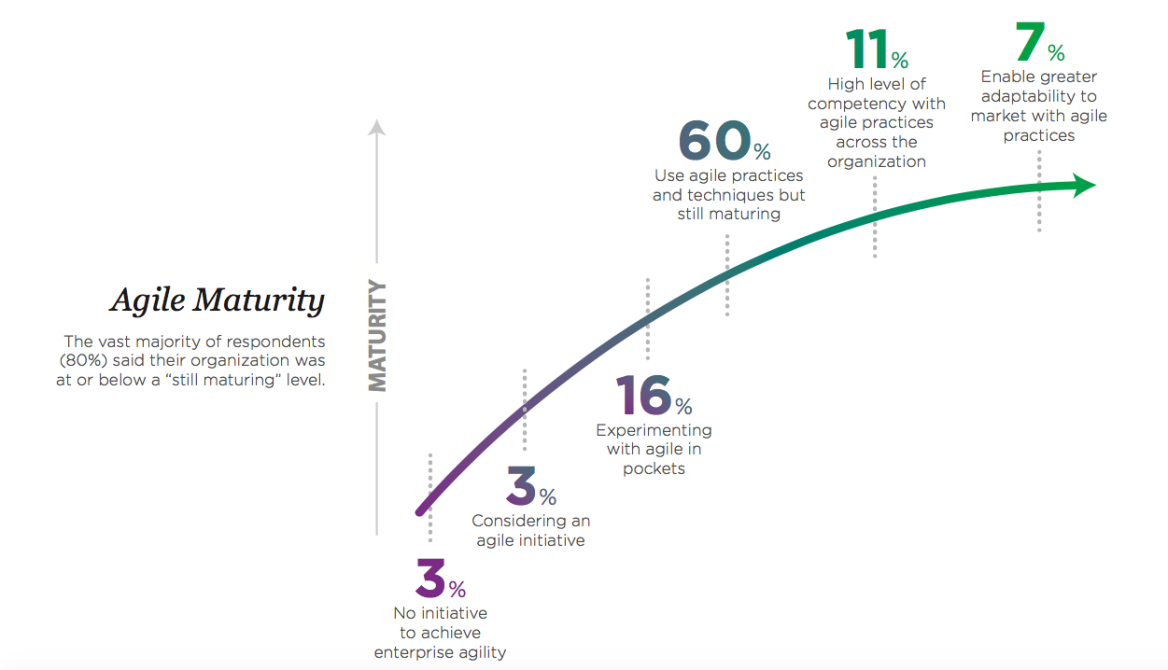 11%
High level of
competency with
agile practices
across the
organization
7%
Enable greater
adaptability to
market with agile
practices
60%
Use agile practices
and techniques but
still maturing
Agile Maturity
The vast majority of respondents
(80%) said their organization was
at or below a “still maturing” level.
MATURITY
16%
Experimenting
with agile in
pockets
3%
Considering an
agile initiative
3%
No initiative
to achieve
enterprise agility